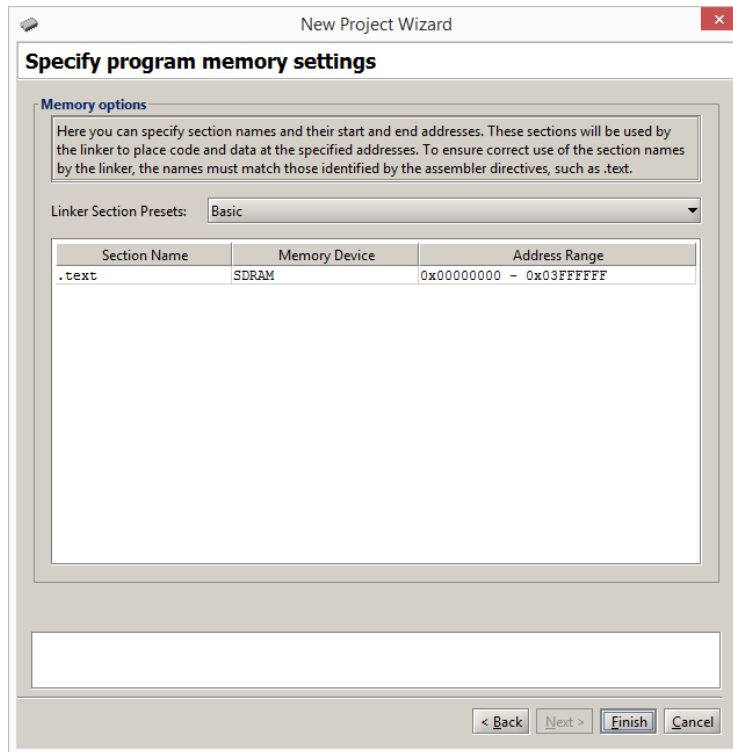 New Project Wizard
Specify program memory settings
Memory options
Here you can specify section names and their start and end addresses. These sections will be used by
the linker to place code and data at the specified addresses. To ensure correct use of the section names
by the linker, the names must match those identified by the assembler directives, such as .text.
Linker Section Presets: Basic
Section Name Memory Device Address Range
.text SDRAM 0x00000000 - 0x03FFFFFF
< Back Next > Finish Cancel